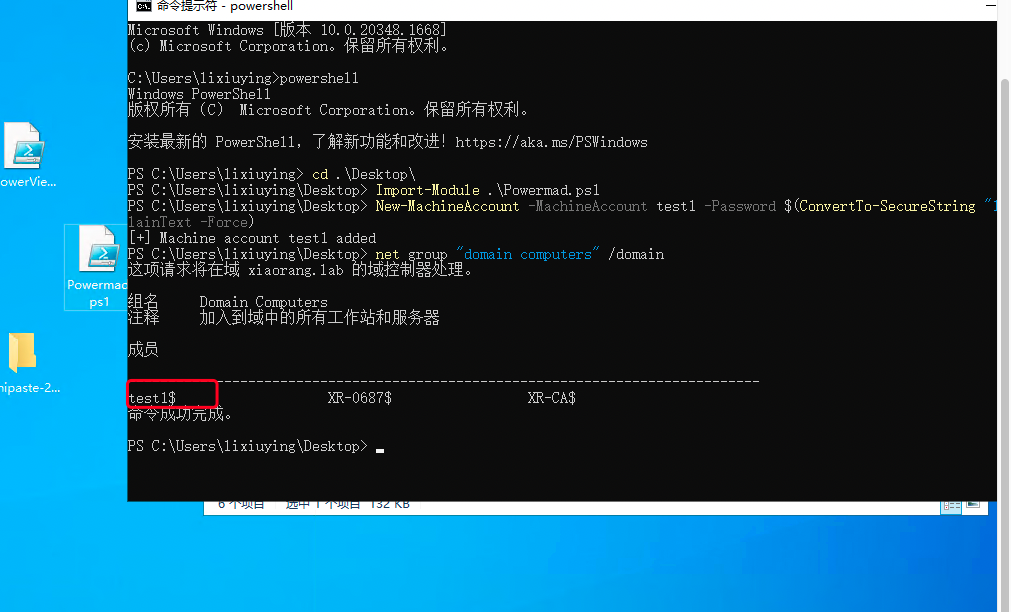 命令提示符 - powershell
Microsoft Windows [版本 10.0.20348.1668]
(c) Microsoft Corporation。保留所有权利。
C:\Users\lixiuying>powershell
Windows PowerShell
版权所有 (C) Microsoft Corporation。保留所有权利。
安装最新的 PowerShell，了解新功能和改进！https://aka.ms/PSWindows
PS C:\Users\lixiuying> cd .\Desktop\
PS C:\Users\lixiuying\Desktop> Import-Module .\Powermad.ps1
PS C:\Users\lixiuying\Desktop> New-MachineAccount -MachineAccount test1 -Password $(ConvertTo-SecureString "1
lainText -Force)
[+] Machine account test1 added
PS C:\Users\lixiuying\Desktop> net group "domain computers" /domain
这项请求将在域 xiaorang.lab 的域控制器处理。
组名 Domain Computers
注释 加入到域中的所有工作站和服务器
成员
-------------------------------------------------------------------------------
test1$ XR-0687$ XR-CA$
命令成功完成。
PS C:\Users\lixiuying\Desktop>
owerVie...
Powermad
ps1
nipaste-2...
6 个项目 选中 1 个项目 132 KB